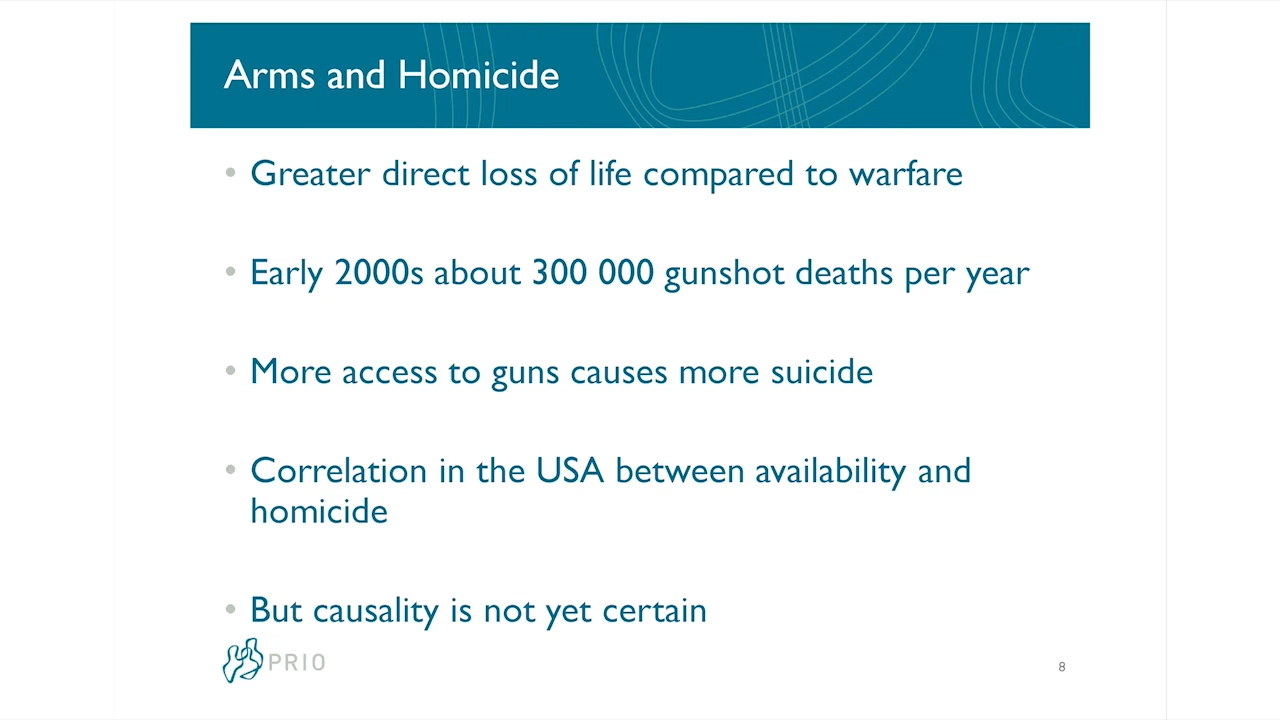 Arms and Homicide
• Greater direct loss of life compared to warfare
• Early 2000s about 300 000 gunshot deaths per year
• More access to guns causes more suicide
• Correlation in the USA between availability and
homicide
• But causality is not yet certain
PRIO
8